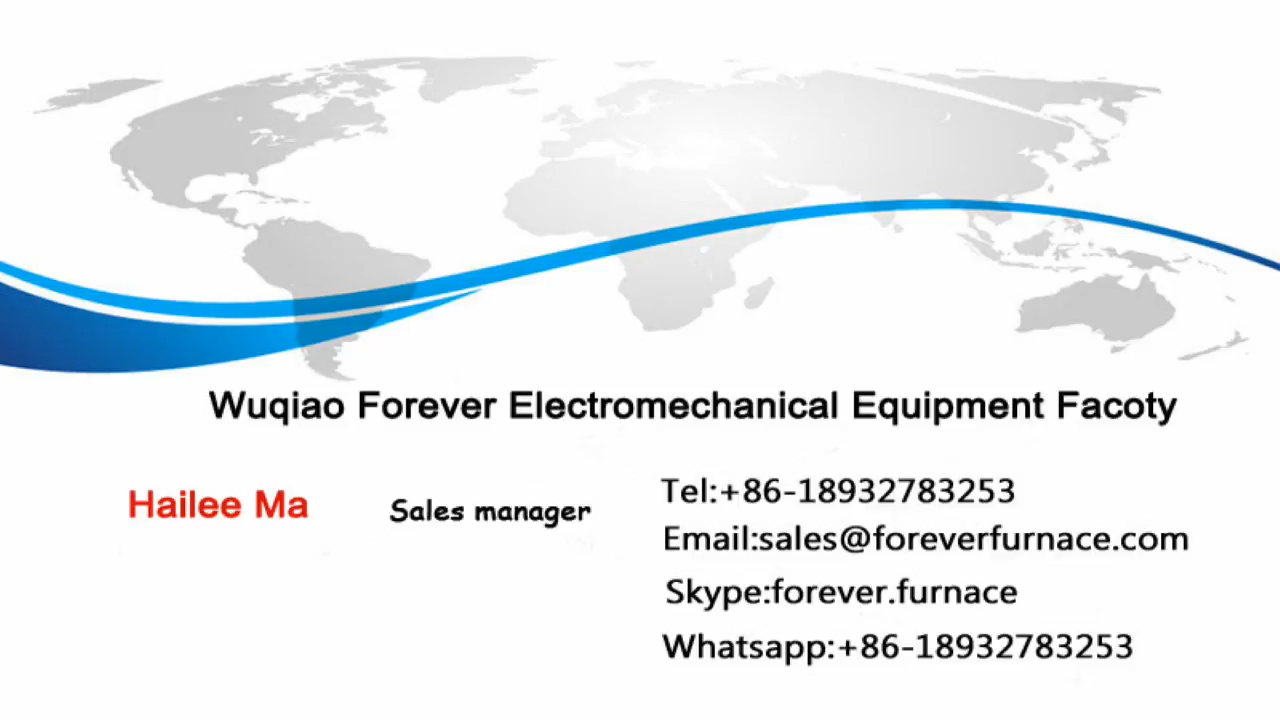 Wuqiao Forever Electromechanical Equipment Facoty
Hailee Ma
Sales manager
Tel:+86-18932783253
Email:sales@foreverfurnace.com
Skype:forever.furnace
Whatsapp:+86-18932783253